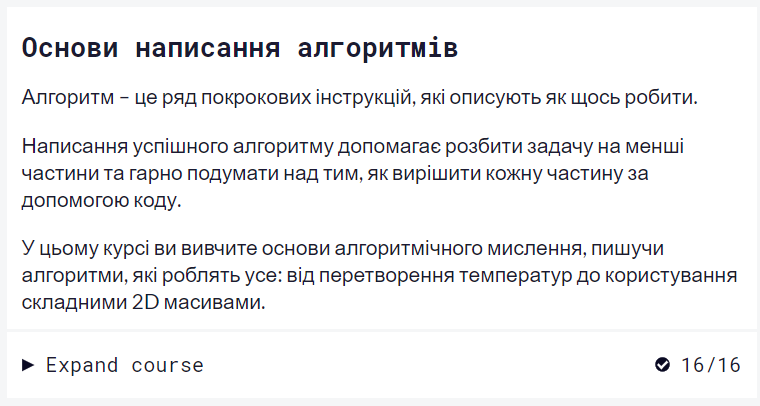 Основи написання алгоритмів
Алгоритм – це ряд покрокових інструкцій, які описують як щось робити.
Написання успішного алгоритму допомагає розбити задачу на менші
частини та гарно подумати над тим, як вирішити кожну частину за
допомогою коду.
У цьому курсі ви вивчите основи алгоритмічного мислення, пишучи
алгоритми, які роблять усе: від перетворення температур до користування
складними 2D масивами.
Expand course
16/16